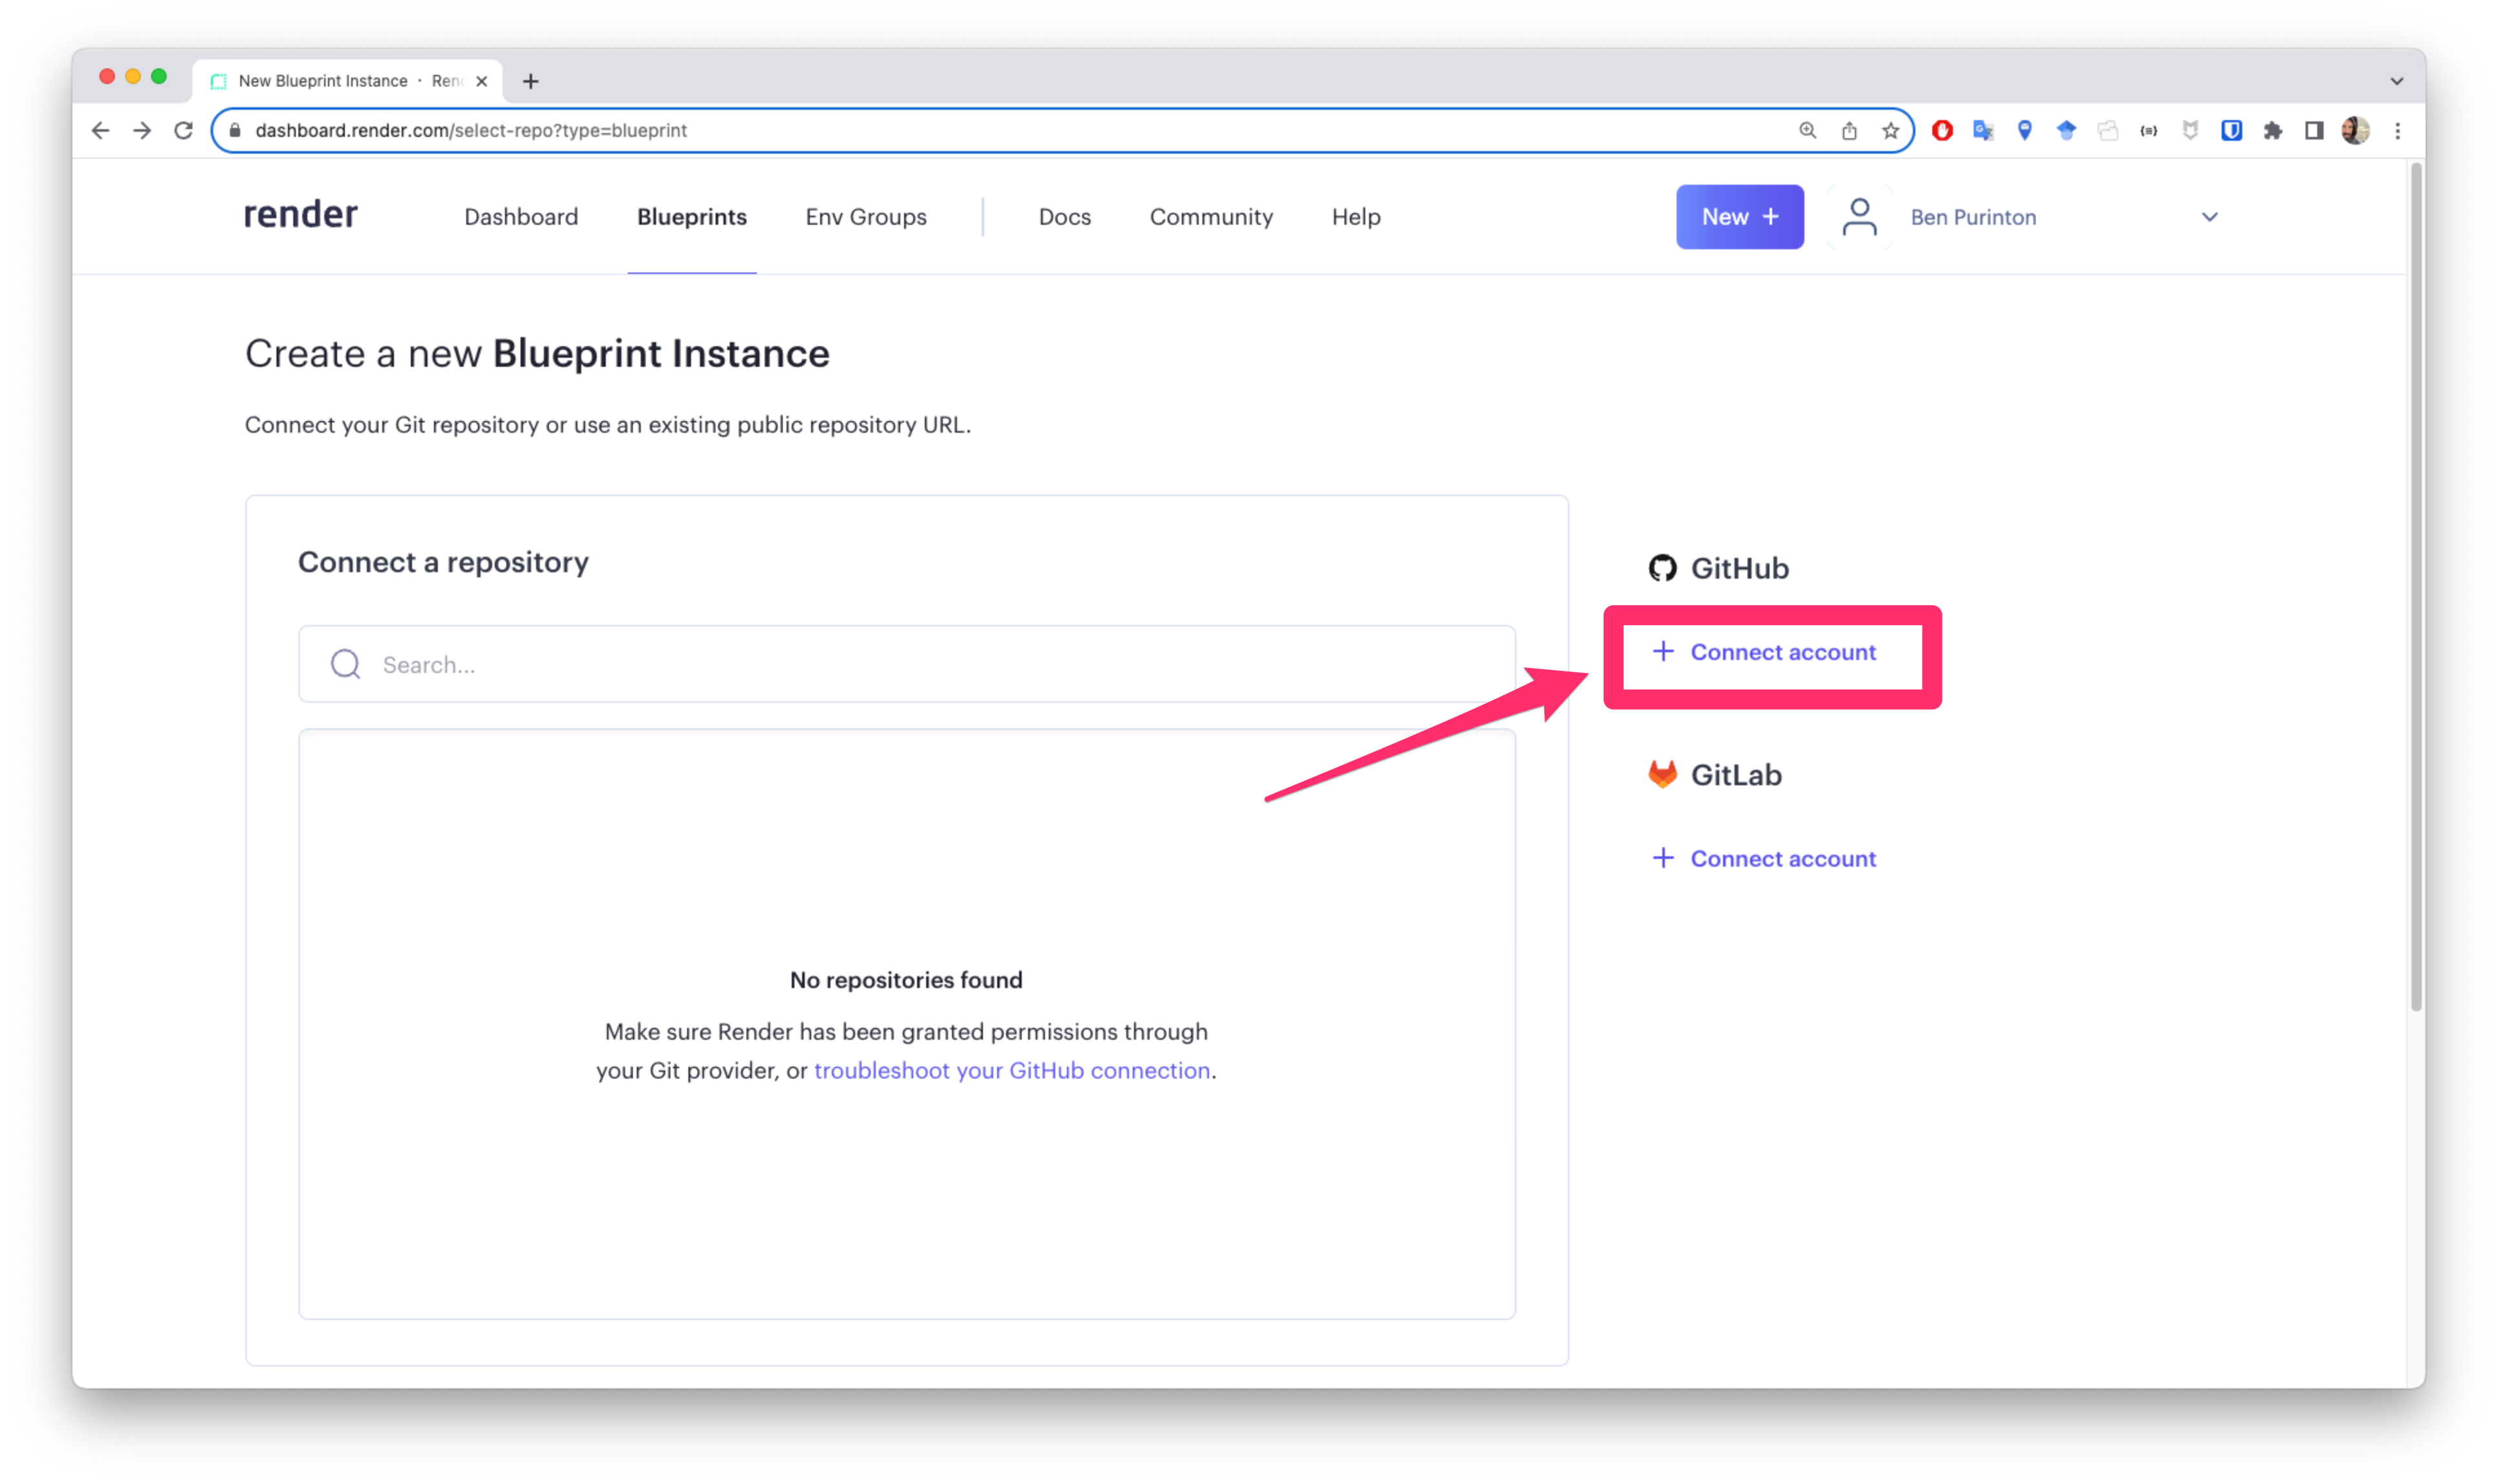 New Blueprint Instance · Ren
dashboard.render.com/select-repo?type=blueprint
render
Dashboard
Blueprints
Env Groups
Docs
Community
Help
New +
Ben Purinton
Create a new Blueprint Instance
Connect your Git repository or use an existing public repository URL.
Connect a repository
Search...
No repositories found
Make sure Render has been granted permissions through
your Git provider, or troubleshoot your GitHub connection.
GitHub
+ Connect account
GitLab
+ Connect account